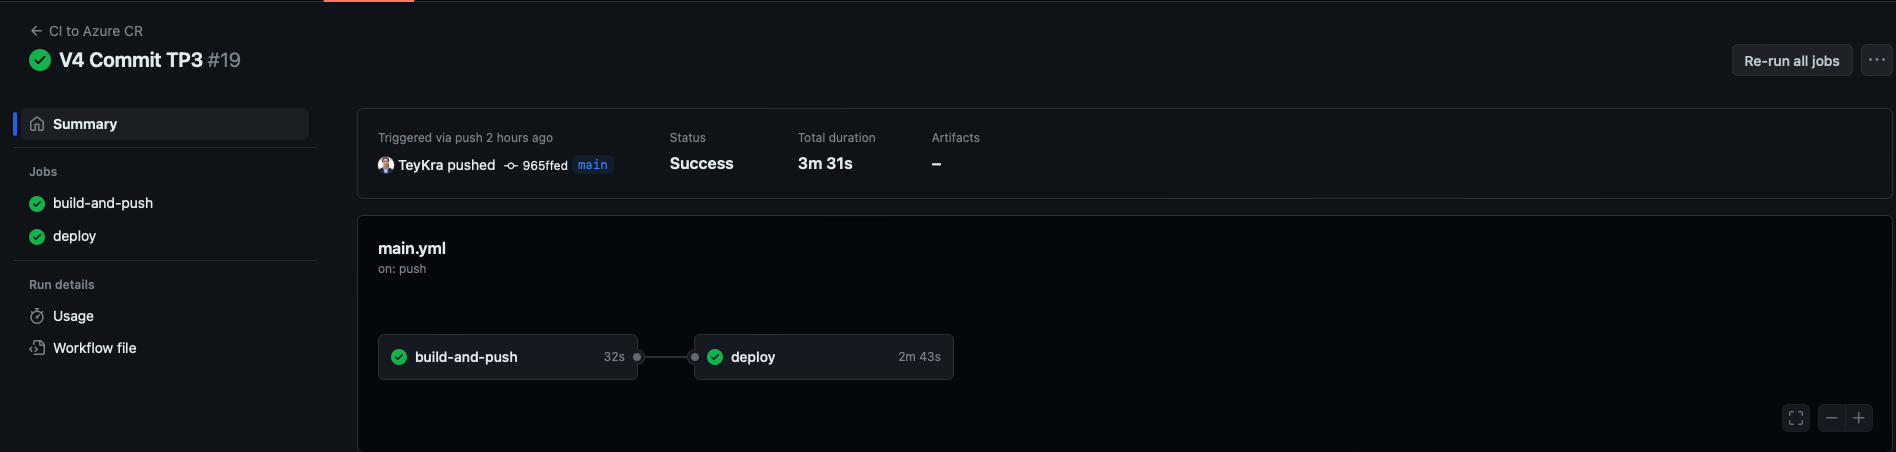 ← CI to Azure CR
V4 Commit TP3 #19
Re-run all jobs
···
Summary
Jobs
build-and-push
deploy
Run details
Usage
Workflow file
Triggered via push 2 hours ago
TeyKra pushed 965ffed main
Status
Success
Total duration
3m 31s
Artifacts
–
main.yml
on: push
build-and-push 32s
deploy 2m 43s